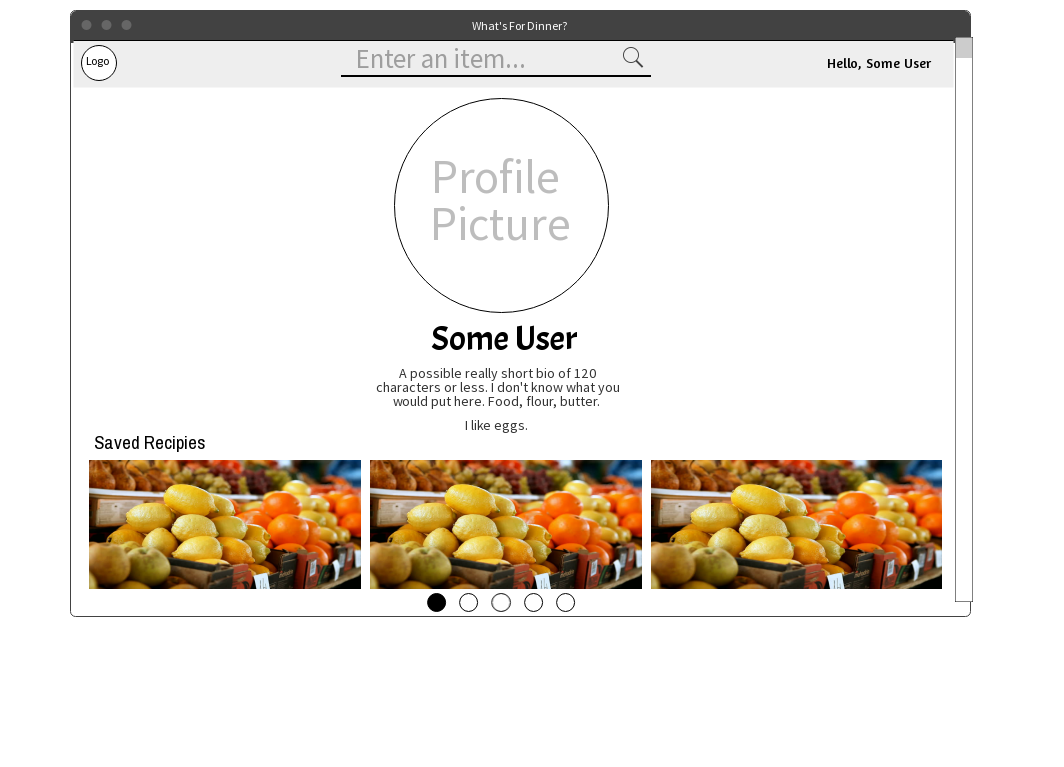 What's For Dinner?
Logo
Enter an item...
Hello, Some User
Profile
Picture
Some User
A possible really short bio of 120
characters or less. I don't know what you
would put here. Food, flour, butter.
I like eggs.
Saved Recipies